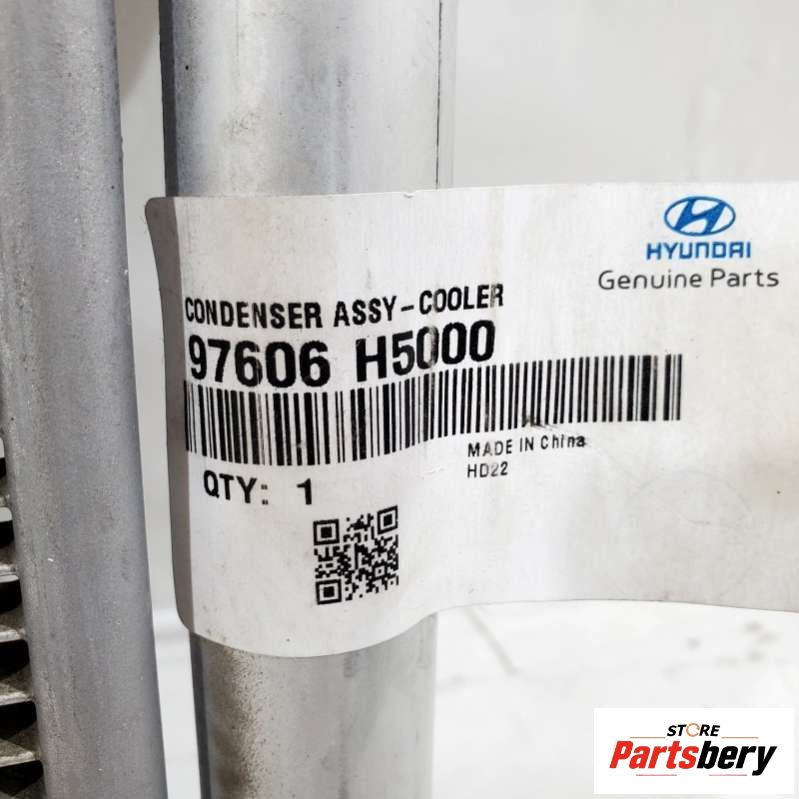 HYUNDAI
Genuine Parts
CONDENSER ASSY-COOLER
97606 H5000
MADE IN China
HD22
QTY: 1
STORE
Partsbery